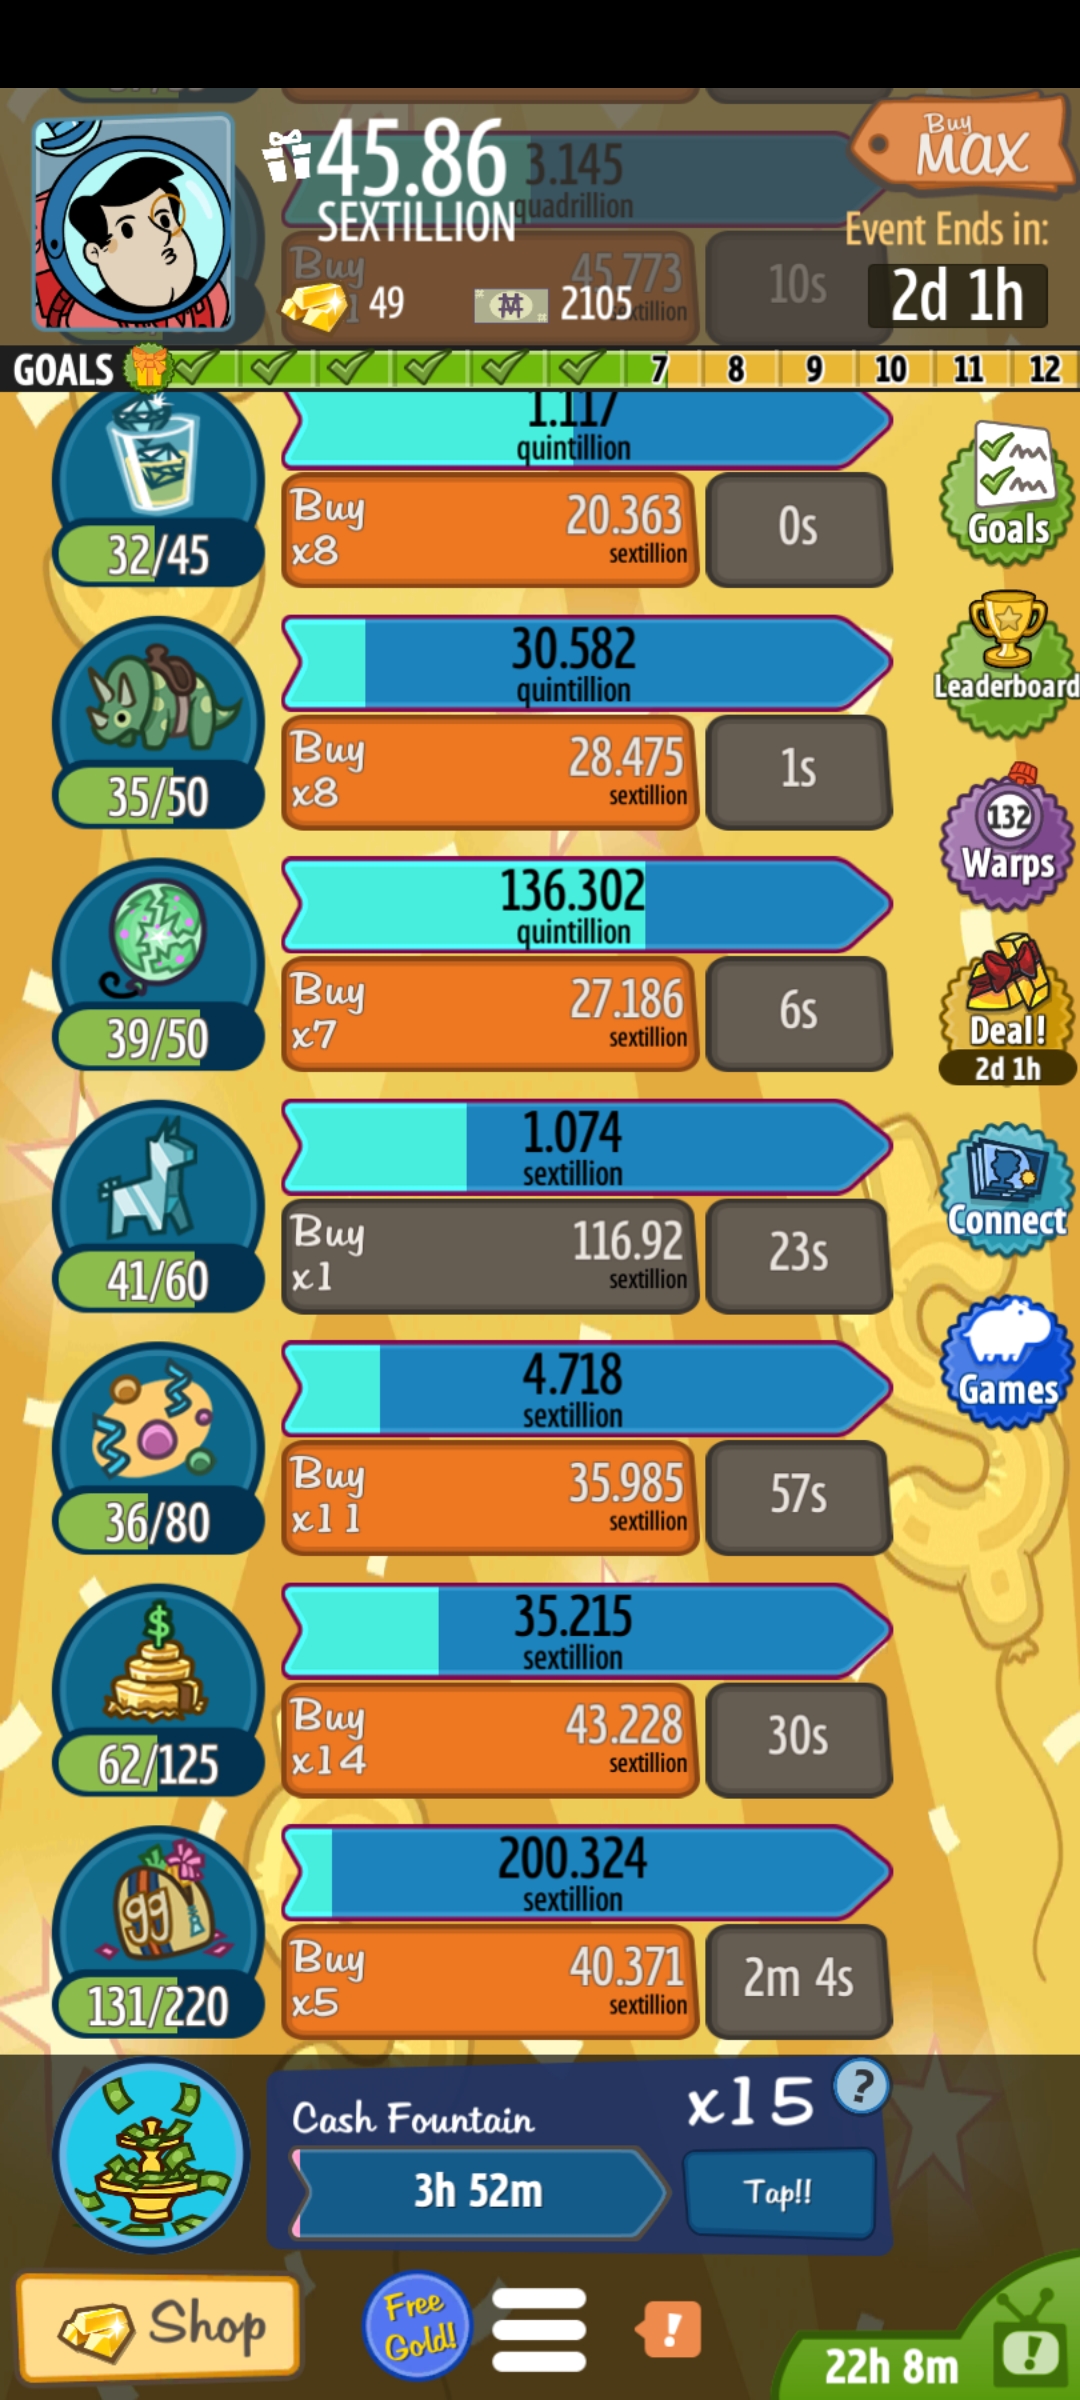 45.86
SEXTILLION
3.145
quadrillion
Buy
MAX
Event Ends in:
2d 1h
Buy
45.773
10s
49
2105
GOALS
7 8 9 10 11 12
1.117
quintillion
32/45
Buy
x8
20.363
sextillion
0s
Goals
30.582
quintillion
35/50
Buy
x8
28.475
sextillion
1s
Leaderboard
132
Warps
136.302
quintillion
39/50
Buy
x7
27.186
sextillion
6s
Deal!
2d 1h
1.074
sextillion
41/60
Buy
x1
116.92
sextillion
23s
Connect
4.718
sextillion
36/80
Buy
x11
35.985
sextillion
57s
Games
$
35.215
sextillion
62/125
Buy
x14
43.228
sextillion
30s
200.324
sextillion
gg
131/220
Buy
x5
40.371
sextillion
2m 4s
Cash Fountain
x15
?
3h 52m
Tap!!
Shop
Free
Gold!
!
22h 8m
!